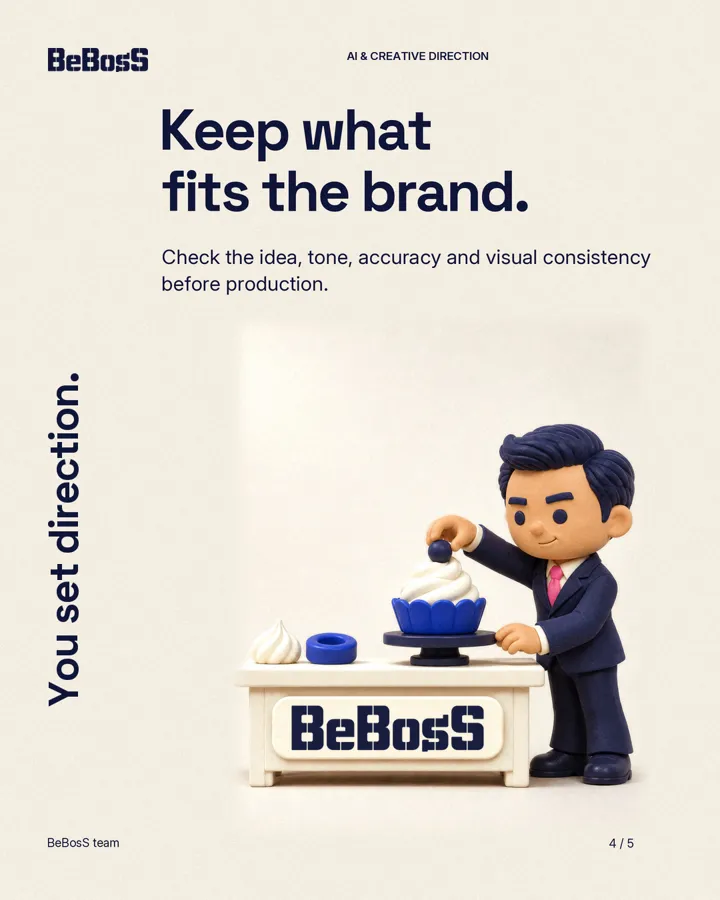 BeBosS
AI & CREATIVE DIRECTION
Keep what
fits the brand.
Check the idea, tone, accuracy and visual consistency
before production.
You set direction.
BeBosS
BeBosS team
4 / 5